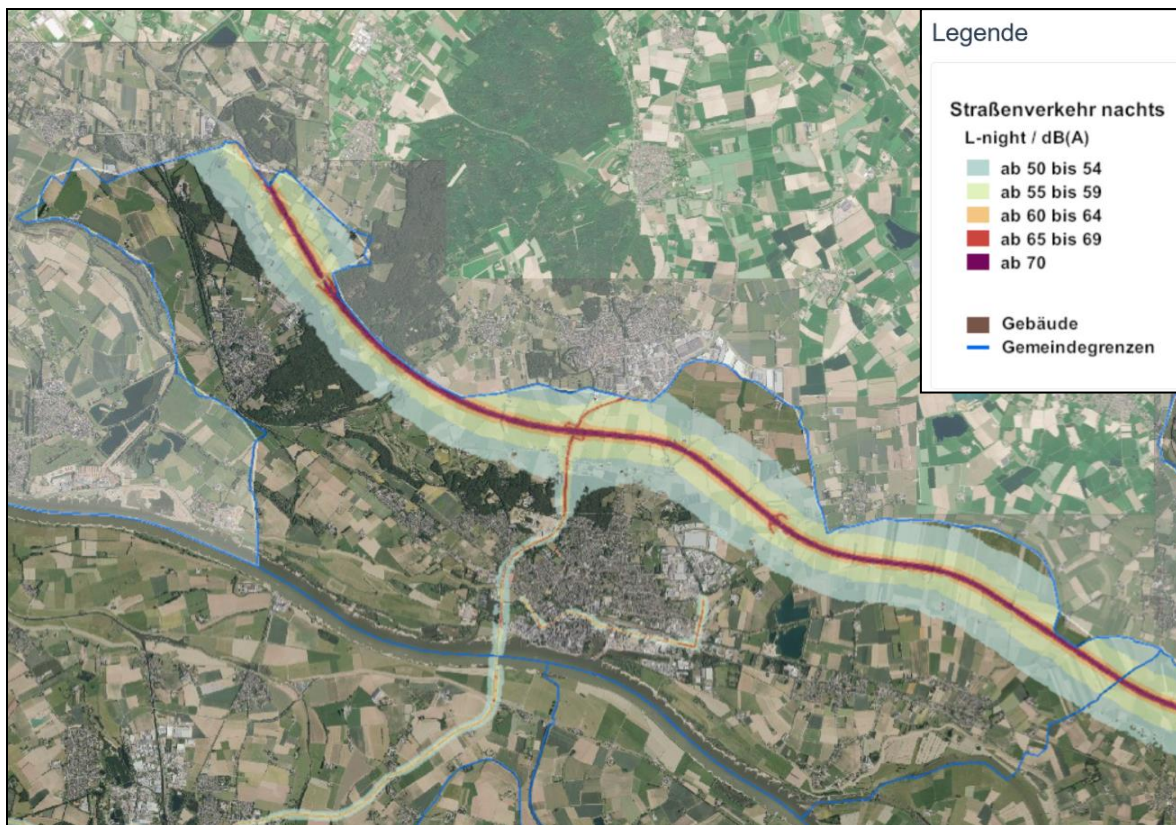 Legende
Straßenverkehr nachts
L-night / dB(A)
ab 50 bis 54
ab 55 bis 59
ab 60 bis 64
ab 65 bis 69
ab 70
Gebäude
Gemeindegrenzen